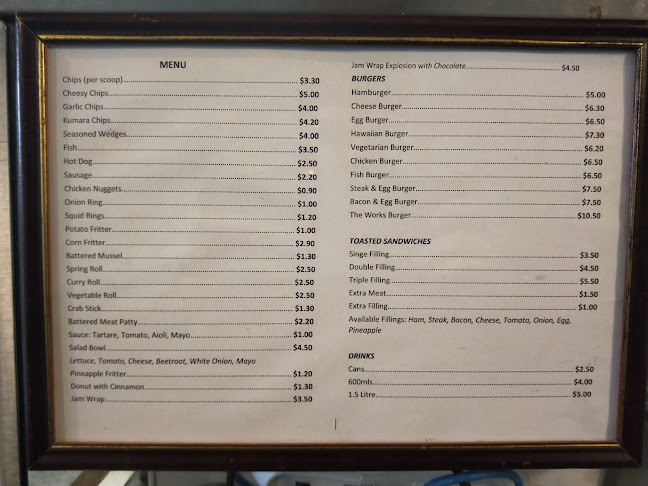 MENU
Chips (per scoop) $3.30
Cheesy Chips $5.00
Garlic Chips $4.00
Kumara Chips $4.20
Seasoned Wedges $4.00
Fish $3.50
Hot Dog $2.50
Sausage $2.20
Chicken Nuggets $0.90
Onion Ring $1.00
Squid Rings $1.20
Potato Fritter $1.00
Corn Fritter $2.90
Battered Mussel $1.30
Spring Roll $2.50
Curry Roll $2.50
Vegetable Roll $2.50
Crab Stick $1.30
Battered Meat Patty $2.20
Sauce: Tartare, Tomato, Aioli, Mayo $1.00
Salad Bowl $4.50
Lettuce, Tomato, Cheese, Beetroot, White Onion, Mayo
Pineapple Fritter $1.20
Donut with Cinnamon $1.30
Jam Wrap $3.50
Jam Wrap Explosion with Chocolate $4.50
BURGERS
Hamburger $5.00
Cheese Burger $6.30
Egg Burger $6.50
Hawaiian Burger $7.30
Vegetarian Burger $6.20
Chicken Burger $6.50
Fish Burger $6.50
Steak & Egg Burger $7.50
Bacon & Egg Burger $7.50
The Works Burger $10.50
TOASTED SANDWICHES
Singe Filling $3.50
Double Filling $4.50
Triple Filling $5.50
Extra Meat $1.50
Extra Filling $1.00
Available Fillings: Ham, Steak, Bacon, Cheese, Tomato, Onion, Egg,
Pineapple
DRINKS
Cans $2.50
600mls $4.00
1.5 Litre $5.00